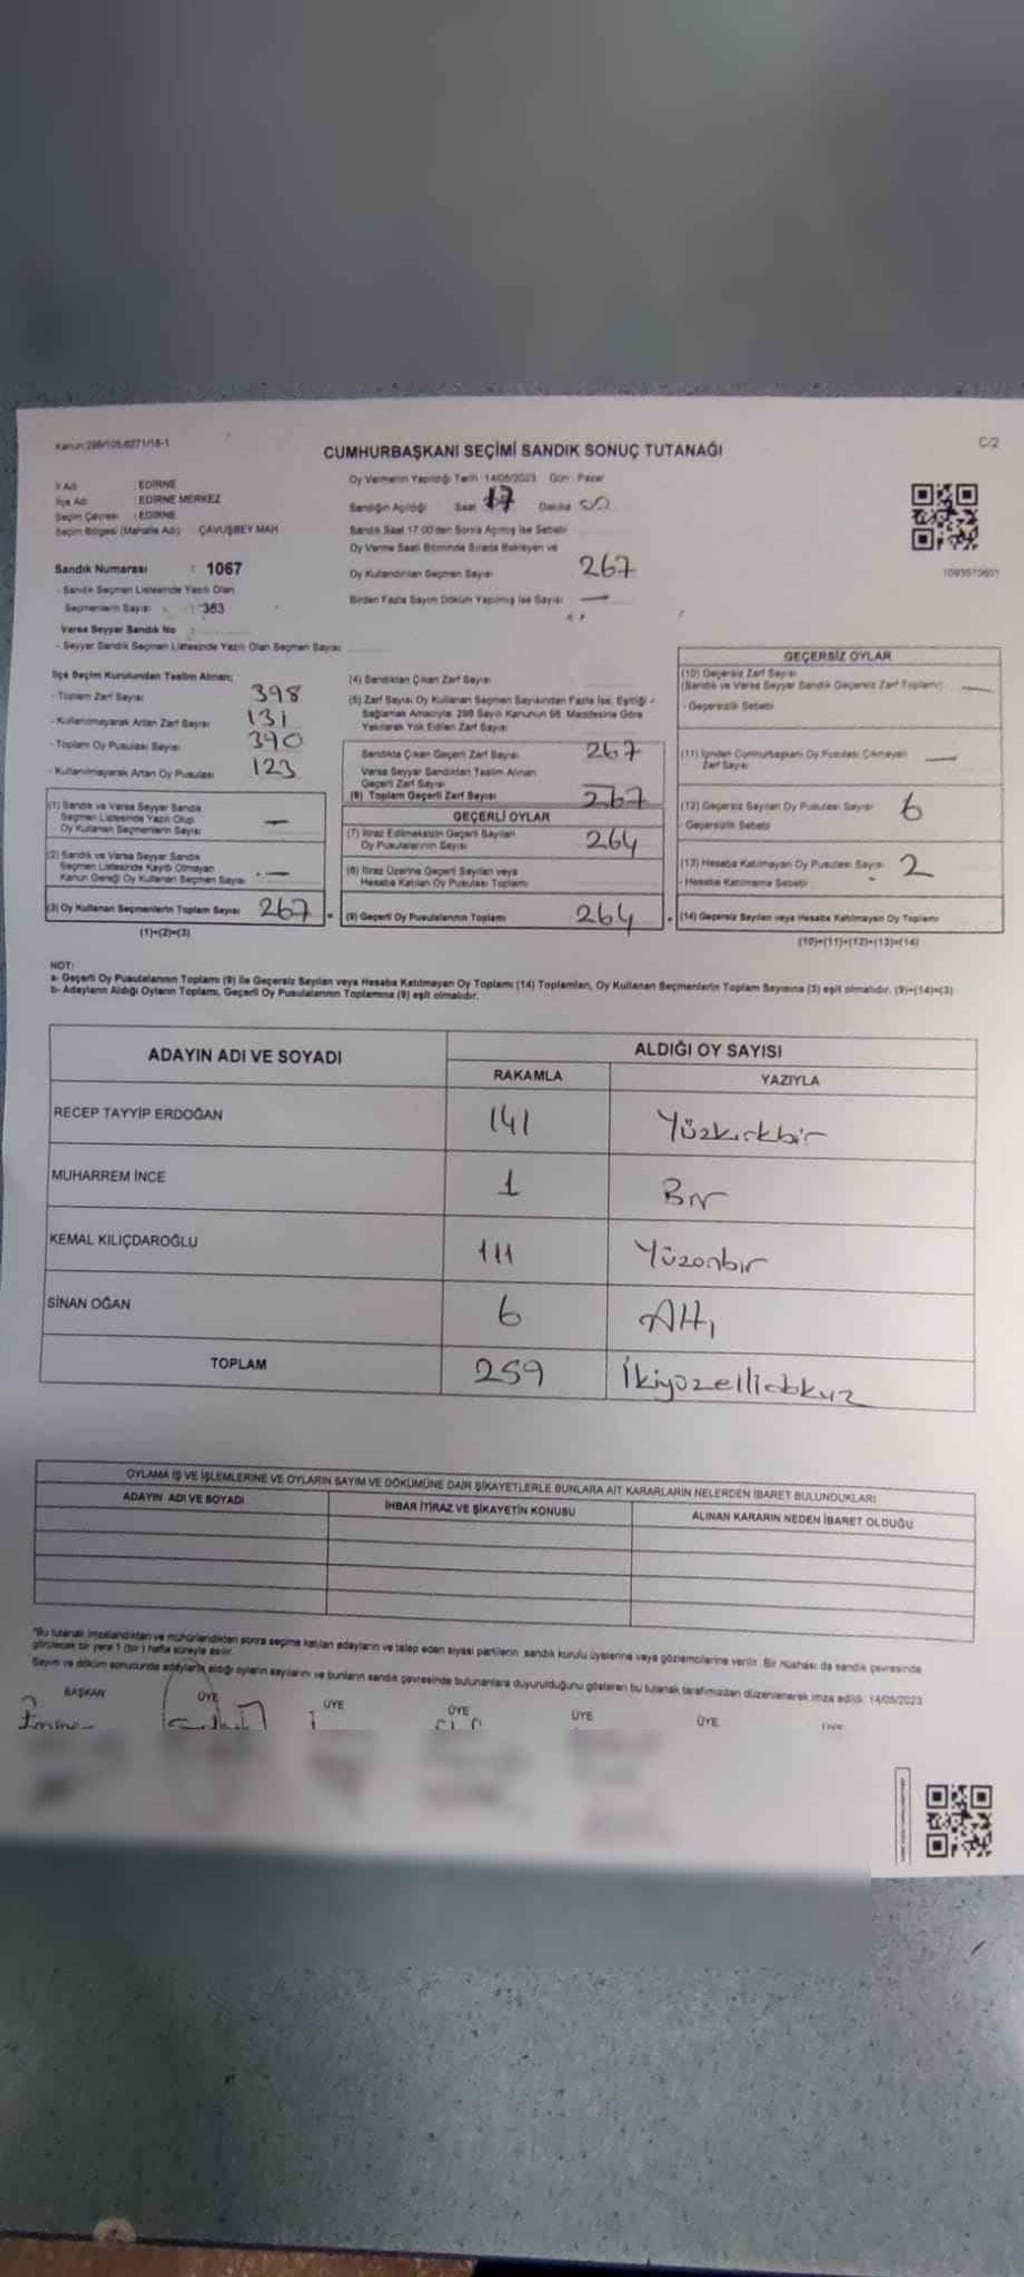 Kanun:298/105,6271/18-1
C/2
CUMHURBAŞKANI SEÇİMİ SANDIK SONUÇ TUTANAĞI
İl Adı : EDİRNE
İlçe Adı : EDİRNE MERKEZ
Seçim Çevresi : EDİRNE
Seçim Bölgesi (Mahalle Adı) ÇAVUŞBEY MAH
Sandık Numarası : 1067
- Sandık Seçmen Listesinde Yazılı Olan
Seçmenlerin Sayısı : 383
Varsa Seyyar Sandık No :
- Seyyar Sandık Seçmen Listesinde Yazılı Olan Seçmen Sayısı
Oy Vermenin Yapıldığı Tarih 14/05/2023 Gün : Pazar
Sandığın Açıldığı Saat 17 Dakika 00
Sandık Saat 17:00'den Sonra Açılmış İse Sebebi
Oy Verme Saati Bitiminde Sırada Bekleyen ve
Oy Kullandırılan Seçmen Sayısı 267
Birden Fazla Sayım Döküm Yapılmış İse Sayısı —
1093510631
İlçe Seçim Kurulundan Teslim Alınan;
- Toplam Zarf Sayısı 398
- Kullanılmayarak Artan Zarf Sayısı 131
- Toplam Oy Pusulası Sayısı 390
- Kullanılmayarak Artan Oy Pusulası 123
(1) Sandık ve Varsa Seyyar Sandık
Seçmen Listesinde Yazılı Olup
Oy Kullanan Seçmenlerin Sayısı —
(2) Sandık ve Varsa Seyyar Sandık
Seçmen Listesinde Kayıtlı Olmayan
Kanun Gereği Oy Kullanan Seçmen Sayısı —
(3) Oy Kullanan Seçmenlerin Toplam Sayısı 267
(1)+(2)=(3)
(4) Sandıktan Çıkan Zarf Sayısı
(5) Zarf Sayısı Oy Kullanan Seçmen Sayısından Fazla İse, Eşitliği
Sağlamak Amacıyla 298 Sayılı Kanunun 98. Maddesine Göre
Yakılarak Yok Edilen Zarf Sayısı
Sandıkta Çıkan Geçerli Zarf Sayısı 267
Varsa Seyyar Sandıktan Teslim Alınan
Geçerli Zarf Sayısı
(6) Toplam Geçerli Zarf Sayısı 267
GEÇERLİ OYLAR
(7) İtiraz Edilmeksizin Geçerli Sayılan
Oy Pusulalarının Sayısı 264
(8) İtiraz Üzerine Geçerli Sayılan veya
Hesaba Katılan Oy Pusulası Toplamı
(9) Geçerli Oy Pusulalarının Toplamı 264
GEÇERSİZ OYLAR
(10) Geçersiz Zarf Sayısı
(Sandık ve Varsa Seyyar Sandık Geçersiz Zarf Toplamı) —
- Geçersizlik Sebebi
(11) İçinden Cumhurbaşkanı Oy Pusulası Çıkmayan
Zarf Sayısı —
(12) Geçersiz Sayılan Oy Pusulası Sayısı 6
- Geçersizlik Sebebi
(13) Hesaba Katılmayan Oy Pusulası Sayısı 2
- Hesaba Katılmama Sebebi
(14) Geçersiz Sayılan veya Hesaba Katılmayan Oy Toplamı
(10)+(11)+(12)+(13)=(14)
NOT:
a- Geçerli Oy Pusulalarının Toplamı (9) ile Geçersiz Sayılan veya Hesaba Katılmayan Oy Toplamı (14) Toplamları, Oy Kullanan Seçmenlerin Toplam Sayısına (3) eşit olmalıdır. (9)+(14)=(3)
b- Adayların Aldığı Oyların Toplamı, Geçerli Oy Pusulalarının Toplamına (9) eşit olmalıdır.
ADAYIN ADI VE SOYADI ALDIĞI OY SAYISI
RAKAMLA YAZIYLA
RECEP TAYYİP ERDOĞAN 141 Yüzkırkbir
MUHARREM İNCE 1 Bir
KEMAL KILIÇDAROĞLU 111 Yüzonbir
SİNAN OĞAN 6 Altı
TOPLAM 259 İkiyüzellidokuz
OYLAMA İŞ VE İŞLEMLERİNE VE OYLARIN SAYIM VE DÖKÜMÜNE DAİR ŞİKAYETLERLE BUNLARA AİT KARARLARIN NELERDEN İBARET BULUNDUKLARI
ADAYIN ADI VE SOYADI İHBAR İTİRAZ VE ŞİKAYETİN KONUSU ALINAN KARARIN NEDEN İBARET OLDUĞU
"Bu tutanak imzalandıktan ve mühürlendikten sonra seçime katılan adayların ve talep eden siyasi partilerin sandık kurulu üyelerine veya gözlemcilerine verilir. Bir nüshası da sandık çevresinde
görülecek bir yere 1 (bir) hafta süreyle asılır.
Sayım ve döküm sonucunda adayların aldığı oyların sayılarını ve bunların sandık çevresinde bulunanlara duyurulduğunu gösteren bu tutanak tarafımızdan düzenlenerek imza edildi. 14/05/2023
BAŞKAN ÜYE ÜYE ÜYE ÜYE ÜYE ÜYE
Emine